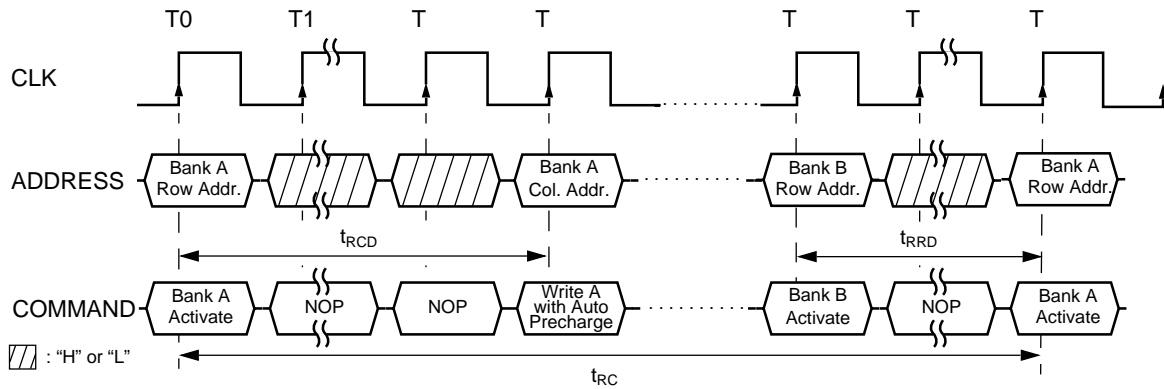 T0 T1 T T T T T
CLK
ADDRESS
Bank A
Row Addr.
Bank A
Col. Addr.
Bank B
Row Addr.
Bank A
Row Addr.
tRCD
tRRD
COMMAND
Bank A
Activate
NOP
NOP
Write A
with Auto
Precharge
Bank B
Activate
NOP
Bank A
Activate
: “H” or “L”
tRC